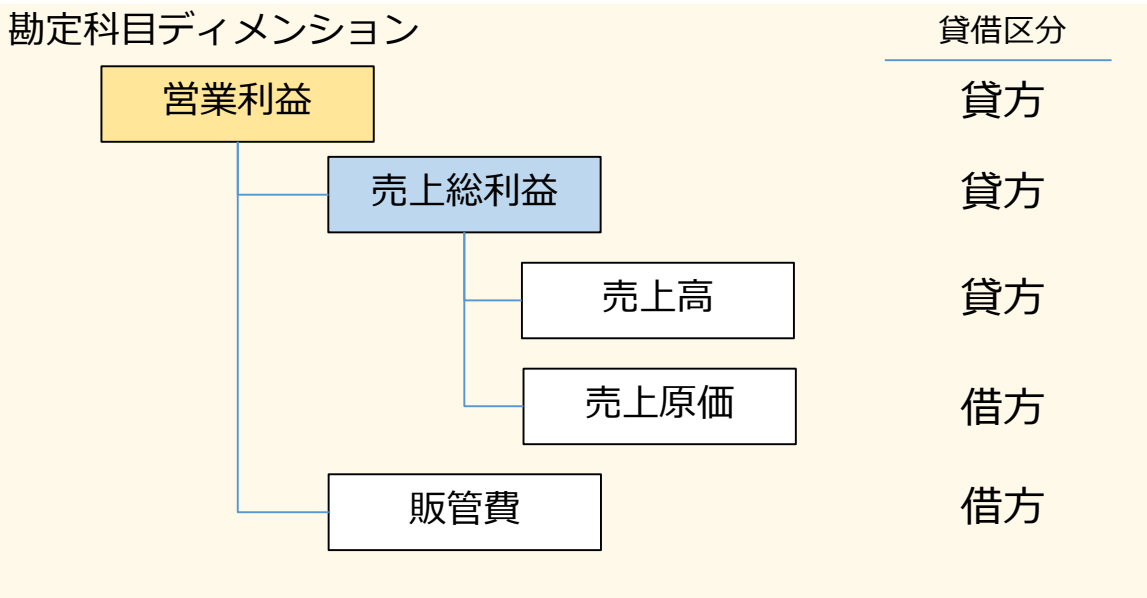 勘定科目ディメンション 貸借区分
営業利益 貸方
売上総利益 貸方
売上高 貸方
売上原価 借方
販管費 借方